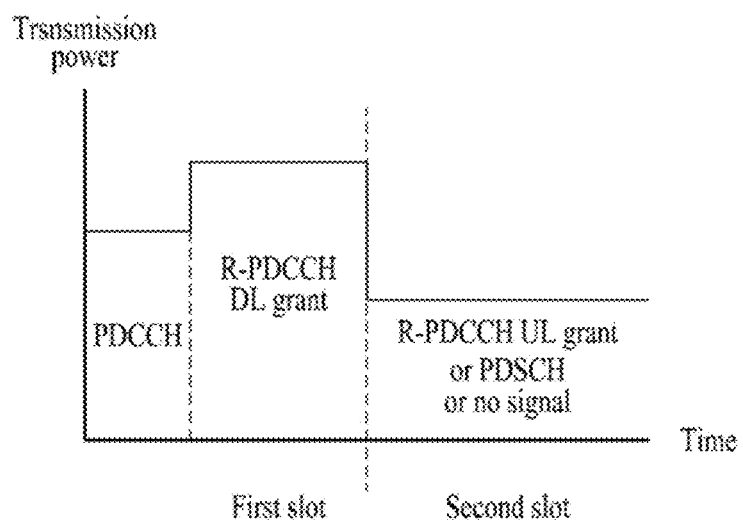 Trsnsmission
power
PDCCH
R-PDCCH
DL grant
R-PDCCH UL grant
or PDSCH
or no signal
Time
First slot
Second slot